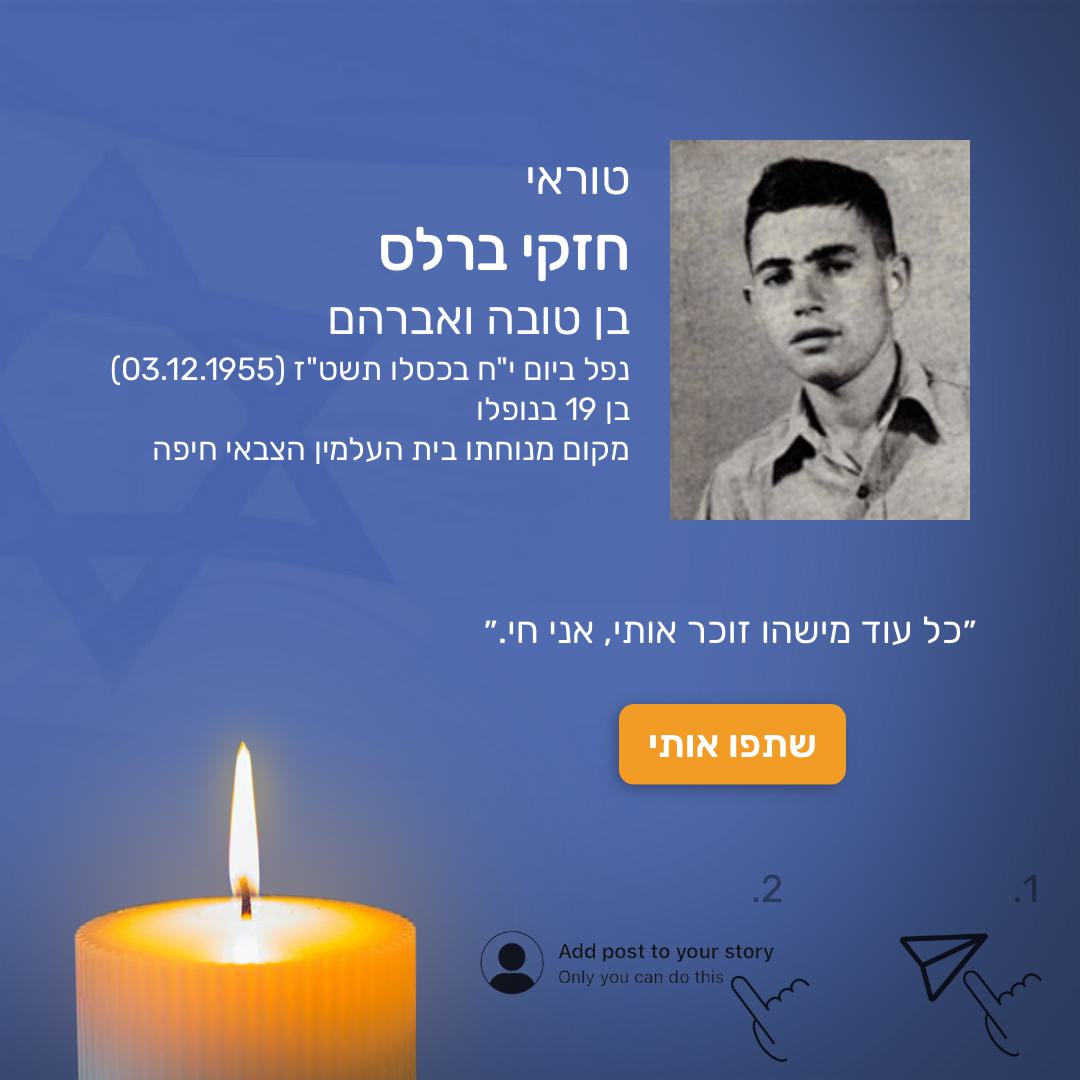 טוראי
חזקי ברלס
בן טובה ואברהם
נפל ביום י"ח בכסלו תשט"ז (03.12.1955)
בן 19 בנופלו
מקום מנוחתו בית העלמין הצבאי חיפה
״כל עוד מישהו זוכר אותי, אני חי.״
שתפו אותי
1.
2.
Add post to your story
Only you can do this